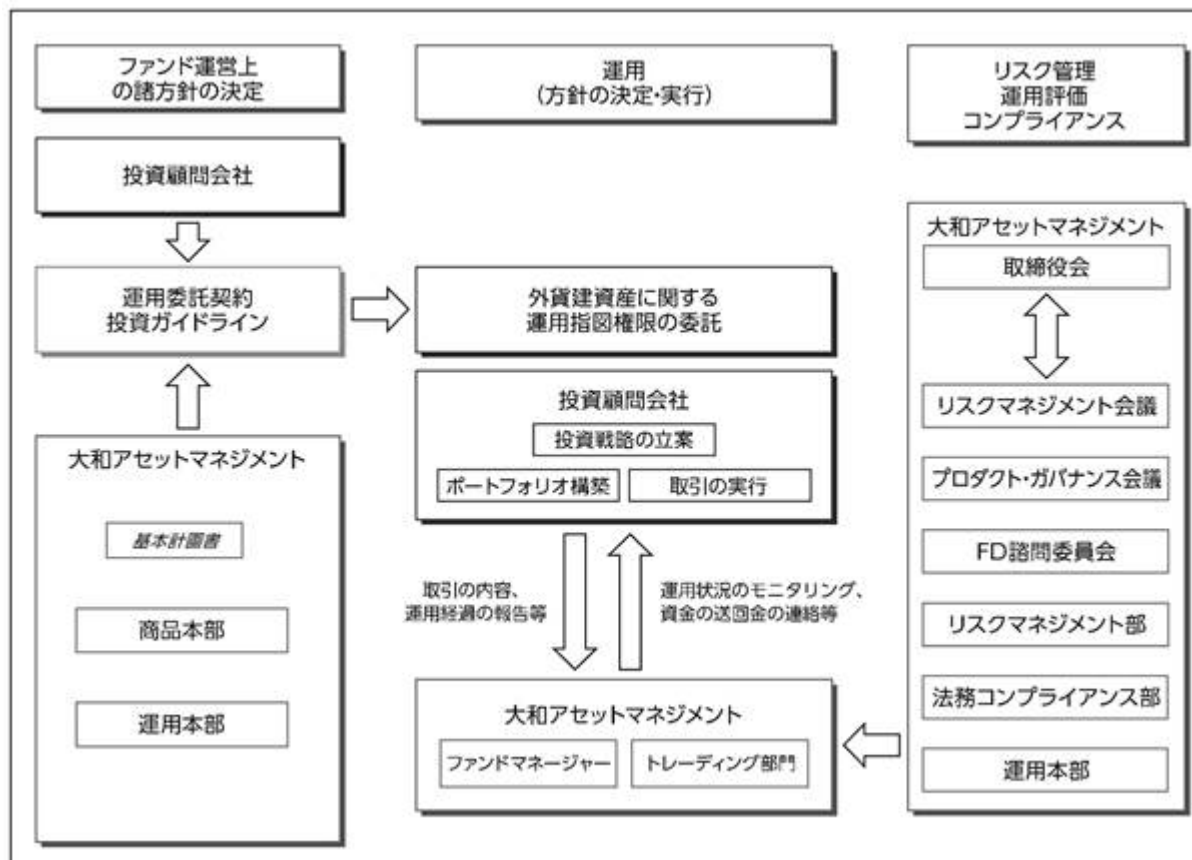 ファンド運営上
の諸方針の決定
投資顧問会社
運用委託契約
投資ガイドライン
大和アセットマネジメント
基本計画書
商品本部
運用本部
運用
(方針の決定・実行)
外貨建資産に関する
運用指図権限の委託
投資顧問会社
投資戦略の立案
ポートフォリオ構築
取引の実行
取引の内容、
運用経過の報告等
運用状況のモニタリング、
資金の送回金の連絡等
大和アセットマネジメント
ファンドマネージャー
トレーディング部門
リスク管理
運用評価
コンプライアンス
大和アセットマネジメント
取締役会
リスクマネジメント会議
プロダクト・ガバナンス会議
FD諮問委員会
リスクマネジメント部
法務コンプライアンス部
運用本部